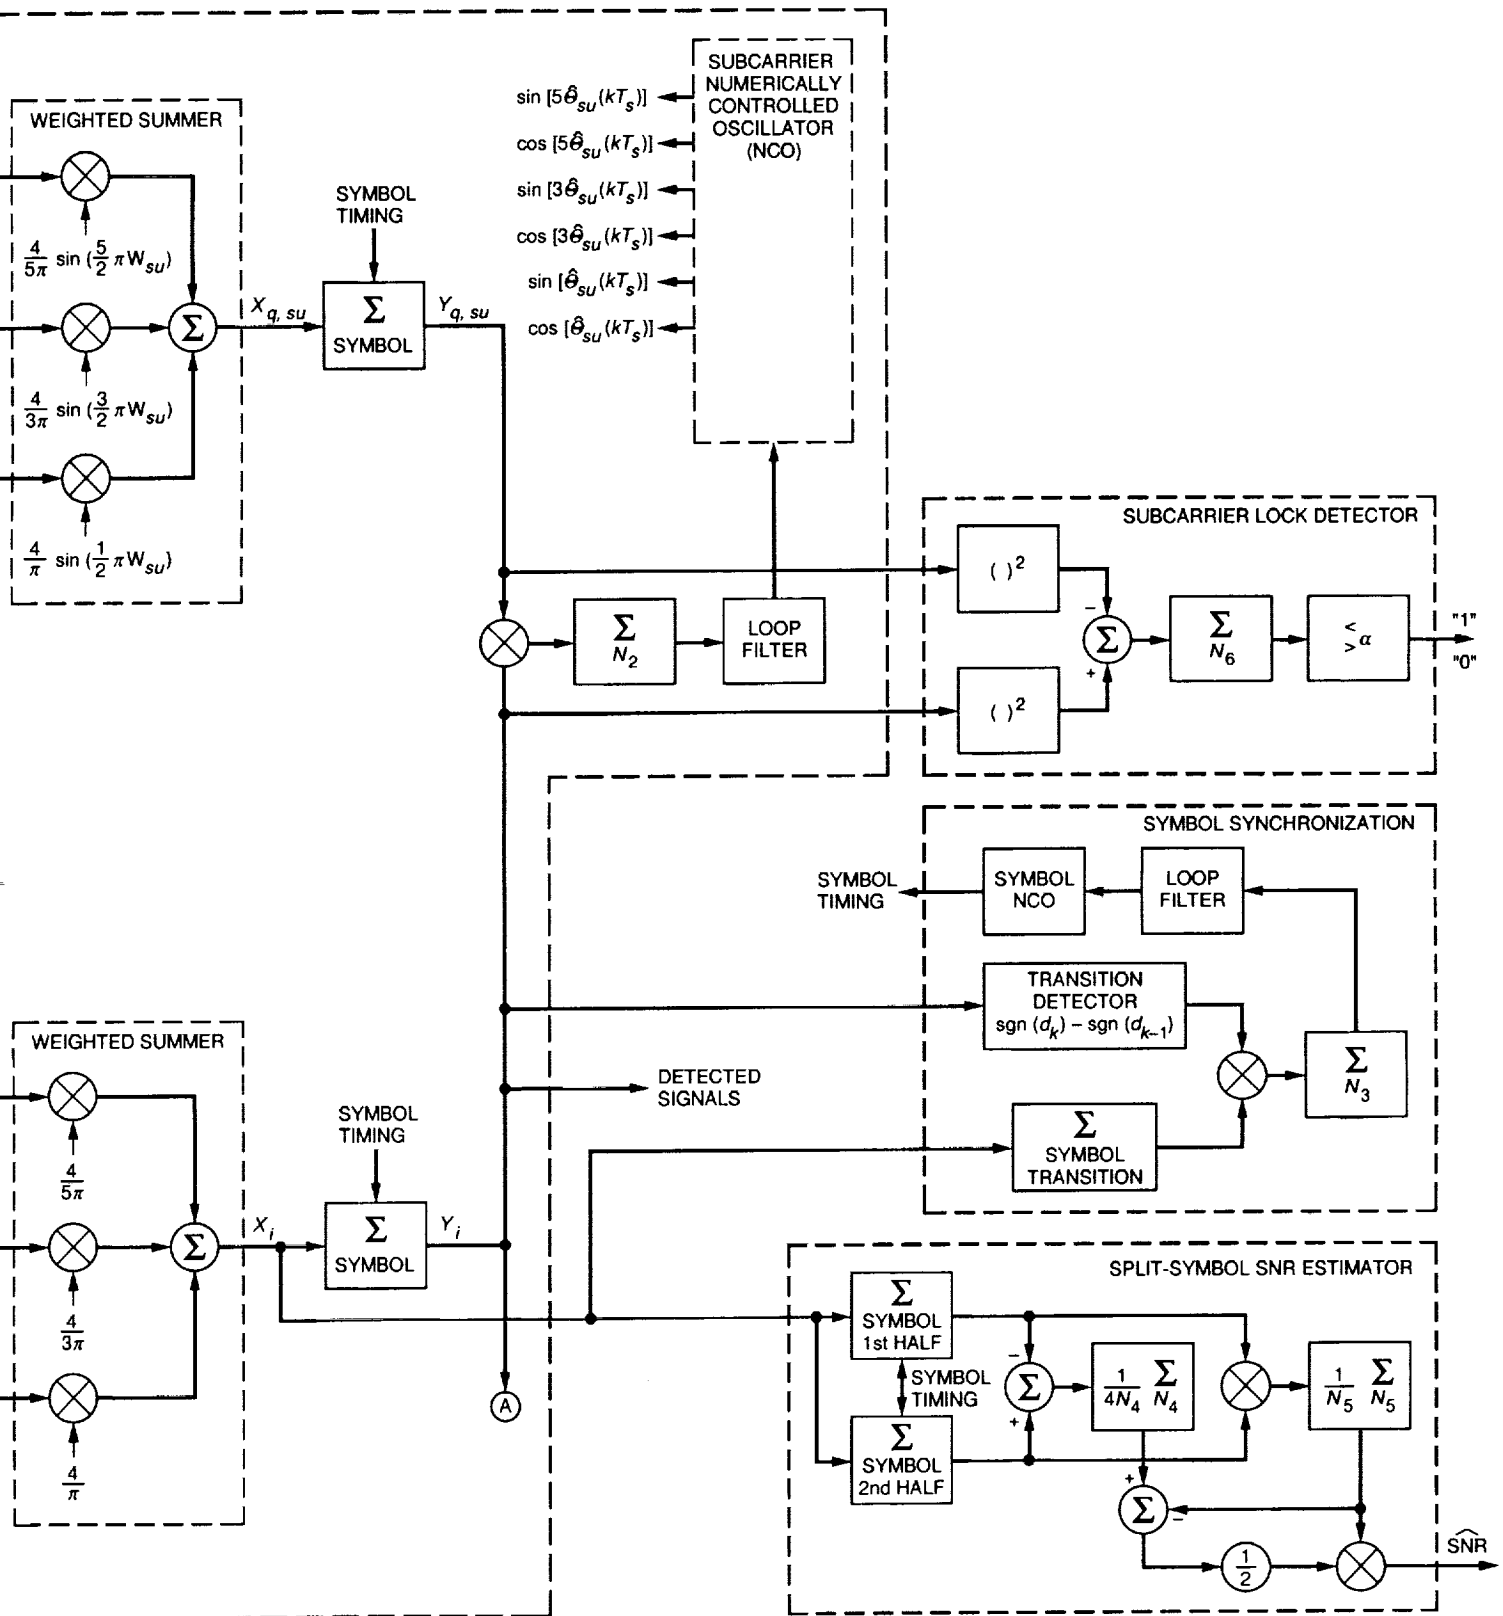 WEIGHTED SUMMER
4/5π sin (5/2 πW_su)
4/3π sin (3/2 πW_su)
4/π sin (1/2 πW_su)
Σ
X_q, su
SYMBOL
TIMING
Σ
SYMBOL
Y_q, su
sin [5θ̂_su(kT_s)]
cos [5θ̂_su(kT_s)]
sin [3θ̂_su(kT_s)]
cos [3θ̂_su(kT_s)]
sin [θ̂_su(kT_s)]
cos [θ̂_su(kT_s)]
SUBCARRIER
NUMERICALLY
CONTROLLED
OSCILLATOR
(NCO)
Σ
N_2
LOOP
FILTER
SUBCARRIER LOCK DETECTOR
( )²
−
Σ
+
( )²
Σ
N_6
<
> α
"1"
"0"
SYMBOL SYNCHRONIZATION
SYMBOL
TIMING
SYMBOL
NCO
LOOP
FILTER
TRANSITION
DETECTOR
sgn (d_k) − sgn (d_k−1)
Σ
N_3
Σ
SYMBOL
TRANSITION
DETECTED
SIGNALS
WEIGHTED SUMMER
4/5π
4/3π
4/π
Σ
X_i
SYMBOL
TIMING
Σ
SYMBOL
Y_i
A
SPLIT-SYMBOL SNR ESTIMATOR
Σ
SYMBOL
1st HALF
SYMBOL
TIMING
Σ
SYMBOL
2nd HALF
−
Σ
+
1/4N_4 Σ N_4
1/N_5 Σ N_5
+
Σ
−
1/2
SNR̂